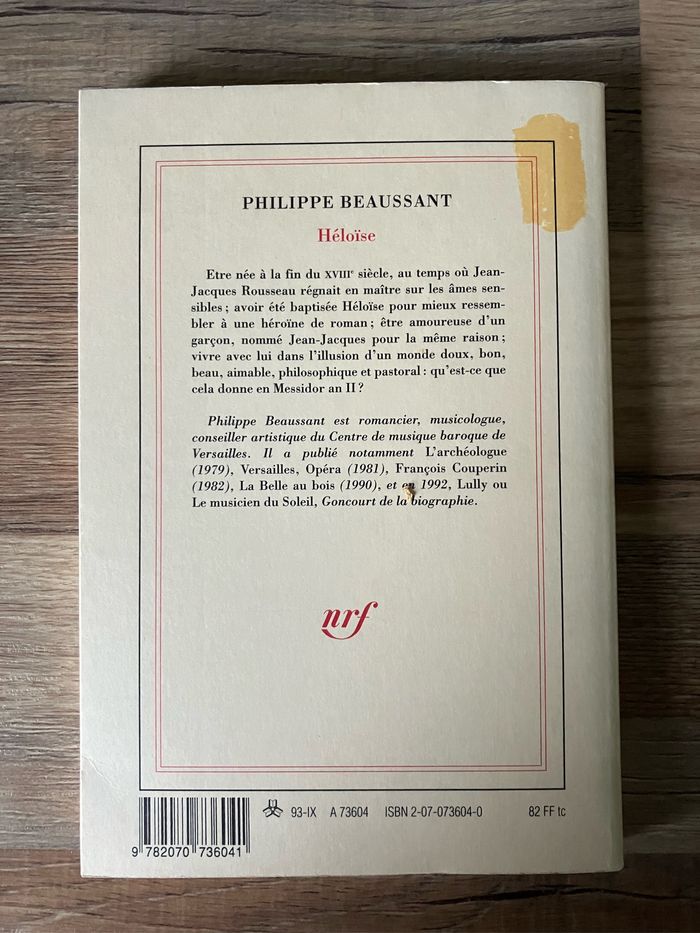 PHILIPPE BEAUSSANT
Héloïse
Etre née à la fin du XVIIIe siècle, au temps où Jean-
Jacques Rousseau régnait en maître sur les âmes sen-
sibles ; avoir été baptisée Héloïse pour mieux ressem-
bler à une héroïne de roman ; être amoureuse d'un
garçon, nommé Jean-Jacques pour la même raison ;
vivre avec lui dans l'illusion d'un monde doux, bon,
beau, aimable, philosophique et pastoral : qu'est-ce que
cela donne en Messidor an II ?
Philippe Beaussant est romancier, musicologue,
conseiller artistique du Centre de musique baroque de
Versailles. Il a publié notamment L'archéologue
(1979), Versailles, Opéra (1981), François Couperin
(1982), La Belle au bois (1990), et en 1992, Lully ou
Le musicien du Soleil, Goncourt de la biographie.
nrf
93-IX A 73604 ISBN 2-07-073604-0 82 FF tc
9 782070 736041